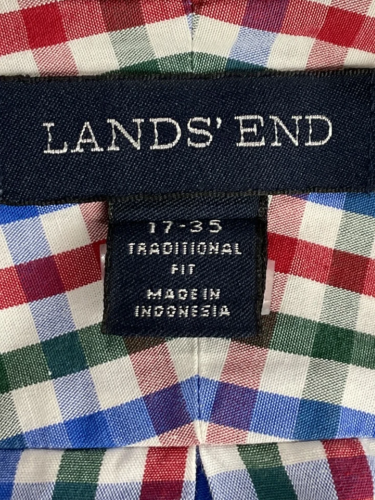 LANDS' END
17-35
TRADITIONAL
FIT
MADE IN
INDONESIA